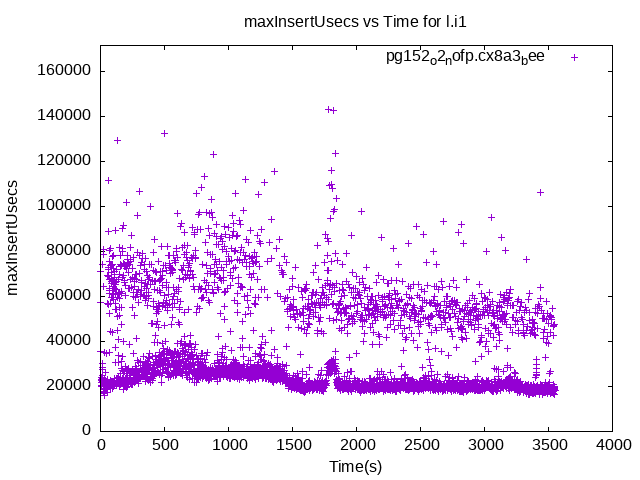 maxInsertUsecs vs Time for l.i1
pg152ₒ2ₙofp.cx8a3_bee
160000
140000
120000
100000
80000
60000
40000
20000
0
maxInsertUsecs
0 500 1000 1500 2000 2500 3000 3500 4000
Time(s)